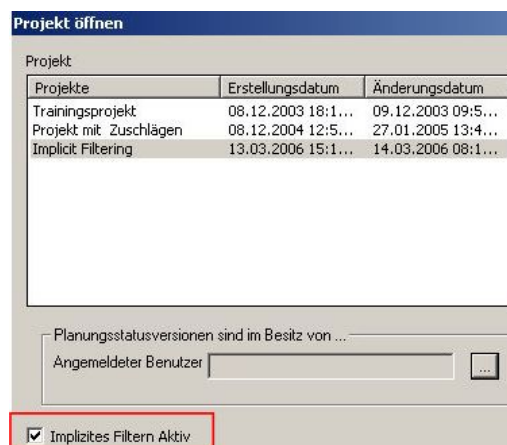 Projekt öffnen
Projekt
Projekte Erstellungsdatum Änderungsdatum
Trainingsprojekt 08.12.2003 18:1... 09.12.2003 09:5...
Projekt mit Zuschlägen 08.12.2004 12:5... 27.01.2005 13:4...
Implicit Filtering 13.03.2006 15:1... 14.03.2006 08:1...
Planungsstatusversionen sind im Besitz von ...
Angemeldeter Benutzer ...
Implizites Filtern Aktiv